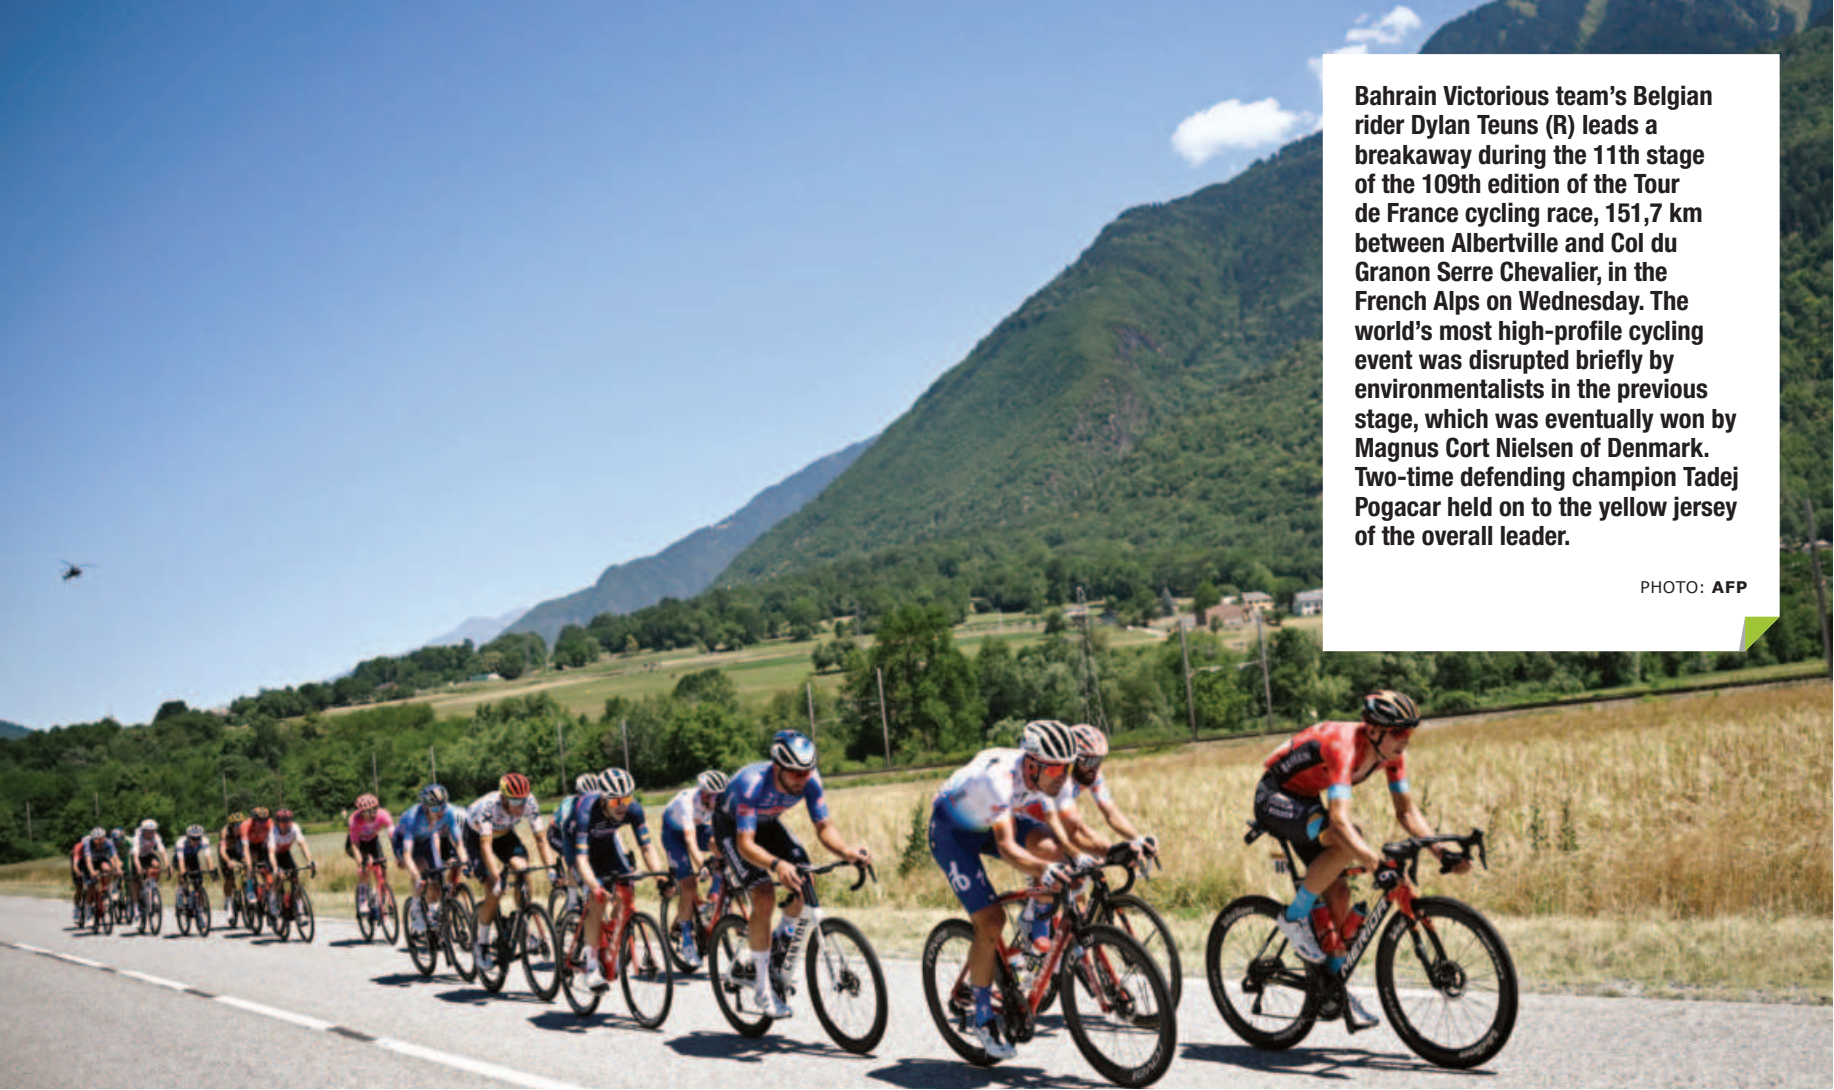 Bahrain Victorious team’s Belgian
rider Dylan Teuns (R) leads a
breakaway during the 11th stage
of the 109th edition of the Tour
de France cycling race, 151,7 km
between Albertville and Col du
Granon Serre Chevalier, in the
French Alps on Wednesday. The
world’s most high-profile cycling
event was disrupted briefly by
environmentalists in the previous
stage, which was eventually won by
Magnus Cort Nielsen of Denmark.
Two-time defending champion Tadej
Pogacar held on to the yellow jersey
of the overall leader.
PHOTO: AFP
BAHRAIN
CANYON
MERIDA